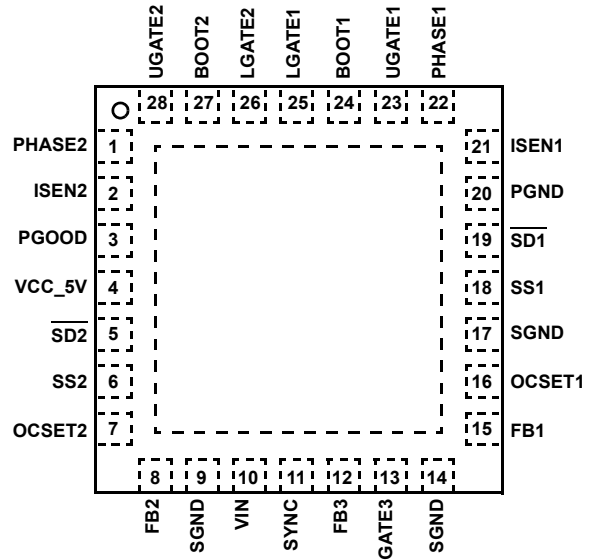 UGATE2 BOOT2 LGATE2 LGATE1 BOOT1 UGATE1 PHASE1
28 27 26 25 24 23 22
PHASE2 1 21 ISEN1
ISEN2 2 20 PGND
PGOOD 3 19 S̅D̅1̅
VCC_5V 4 18 SS1
S̅D̅2̅ 5 17 SGND
SS2 6 16 OCSET1
OCSET2 7 15 FB1
8 9 10 11 12 13 14
FB2 SGND VIN SYNC FB3 GATE3 SGND